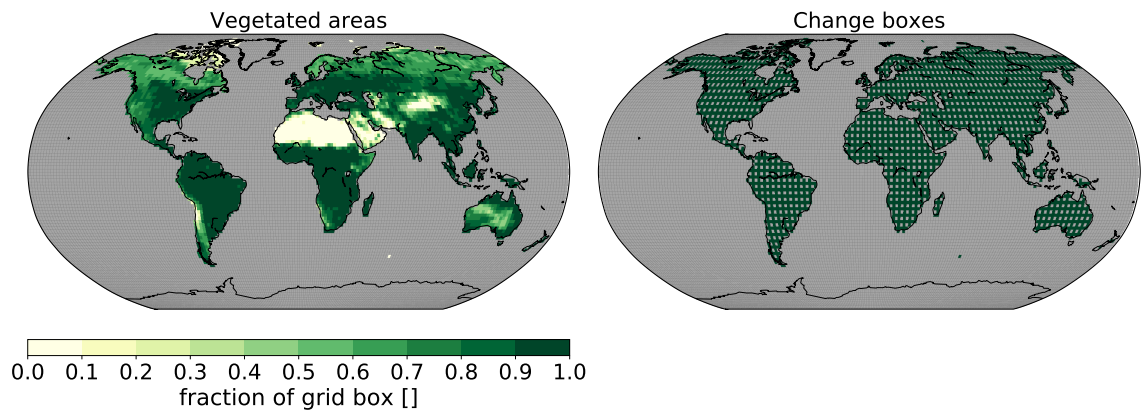 Vegetated areas
Change boxes
0.0 0.1 0.2 0.3 0.4 0.5 0.6 0.7 0.8 0.9 1.0
fraction of grid box []